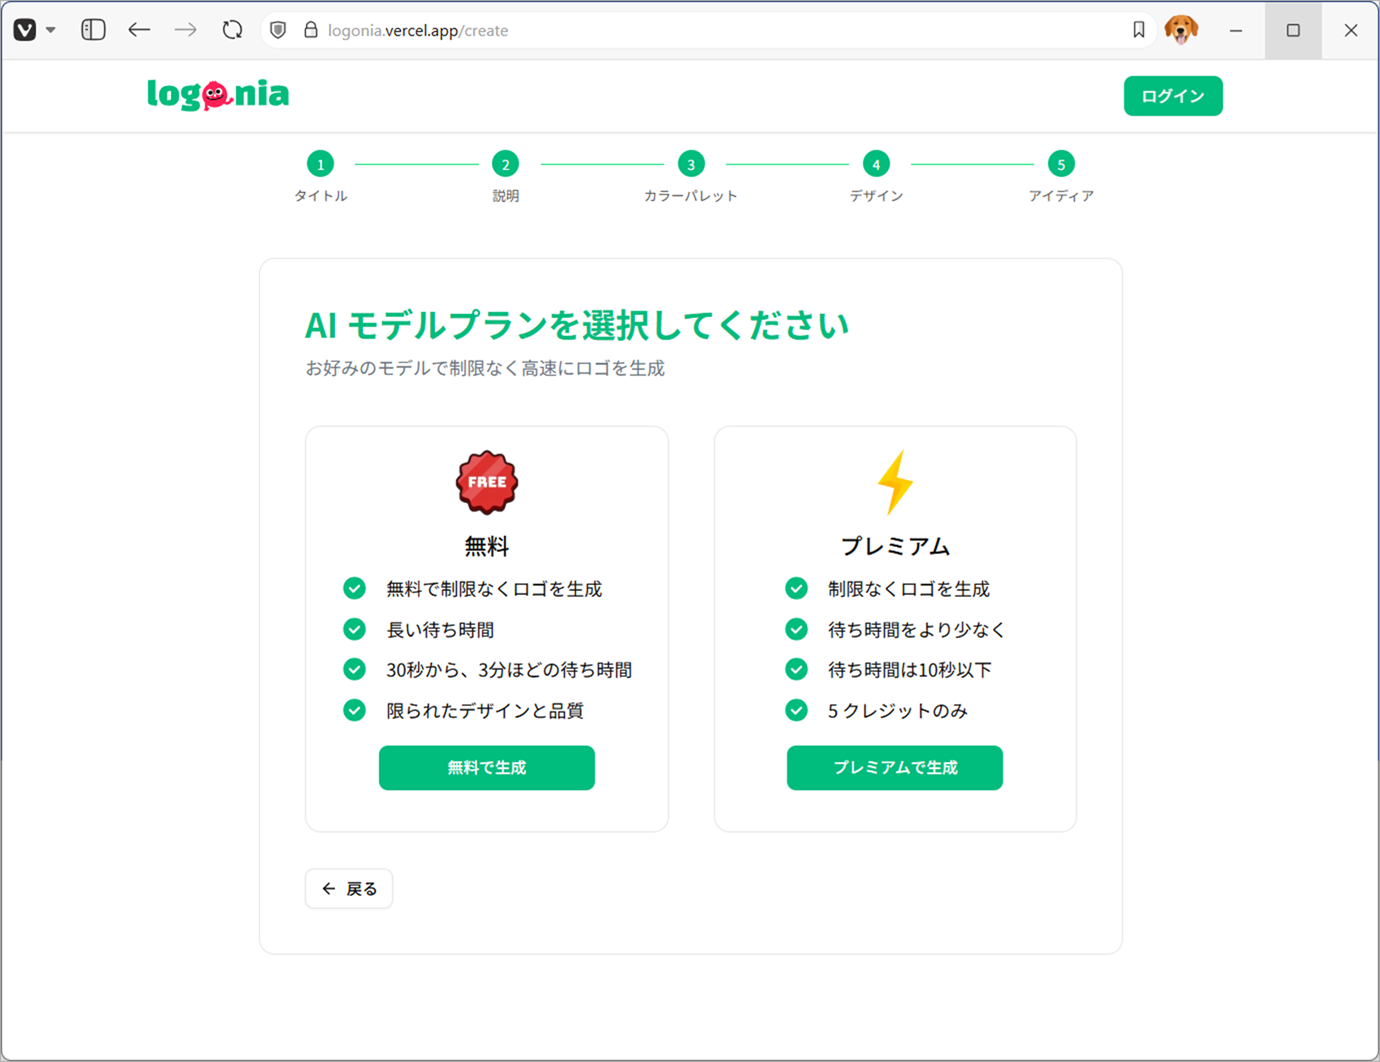 logonia.vercel.app/create
logonia
ログイン
1
2
3
4
5
タイトル
説明
カラーパレット
デザイン
アイディア
AI モデルプランを選択してください
お好みのモデルで制限なく高速にロゴを生成
FREE
無料
無料で制限なくロゴを生成
長い待ち時間
30秒から、3分ほどの待ち時間
限られたデザインと品質
無料で生成
プレミアム
制限なくロゴを生成
待ち時間をより少なく
待ち時間は10秒以下
5 クレジットのみ
プレミアムで生成
戻る